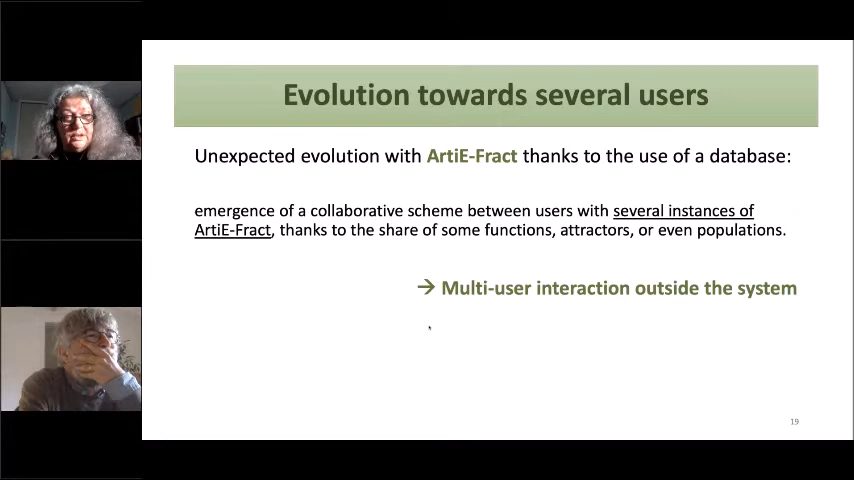 Evolution towards several users
Unexpected evolution with ArtiE-Fract thanks to the use of a database:
emergence of a collaborative scheme between users with several instances of
ArtiE-Fract, thanks to the share of some functions, attractors, or even populations.
→ Multi-user interaction outside the system
19